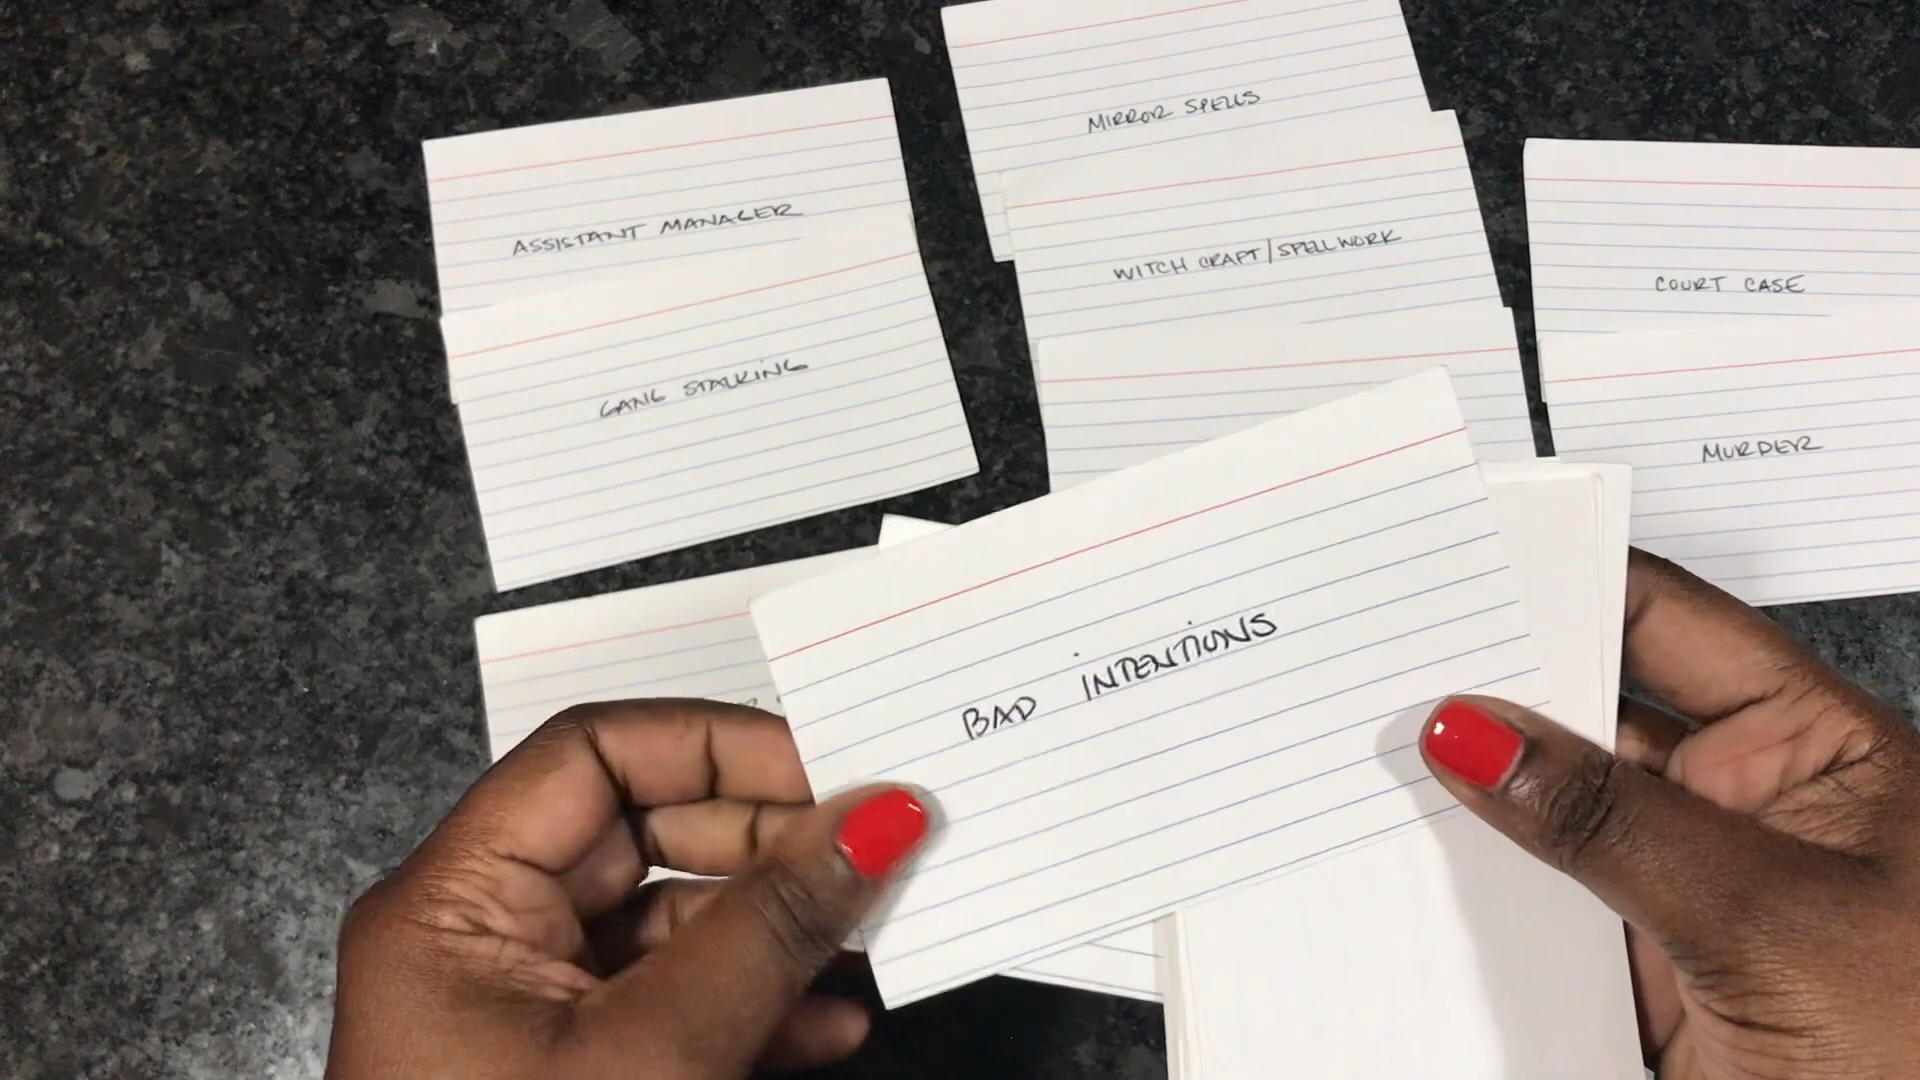 MIRROR SPELLS
ASSISTANT MANAGER
WITCH CRAFT/SPELLWORK
COURT CASE
GANG STALKING
MURDER
BAD INTENTIONS